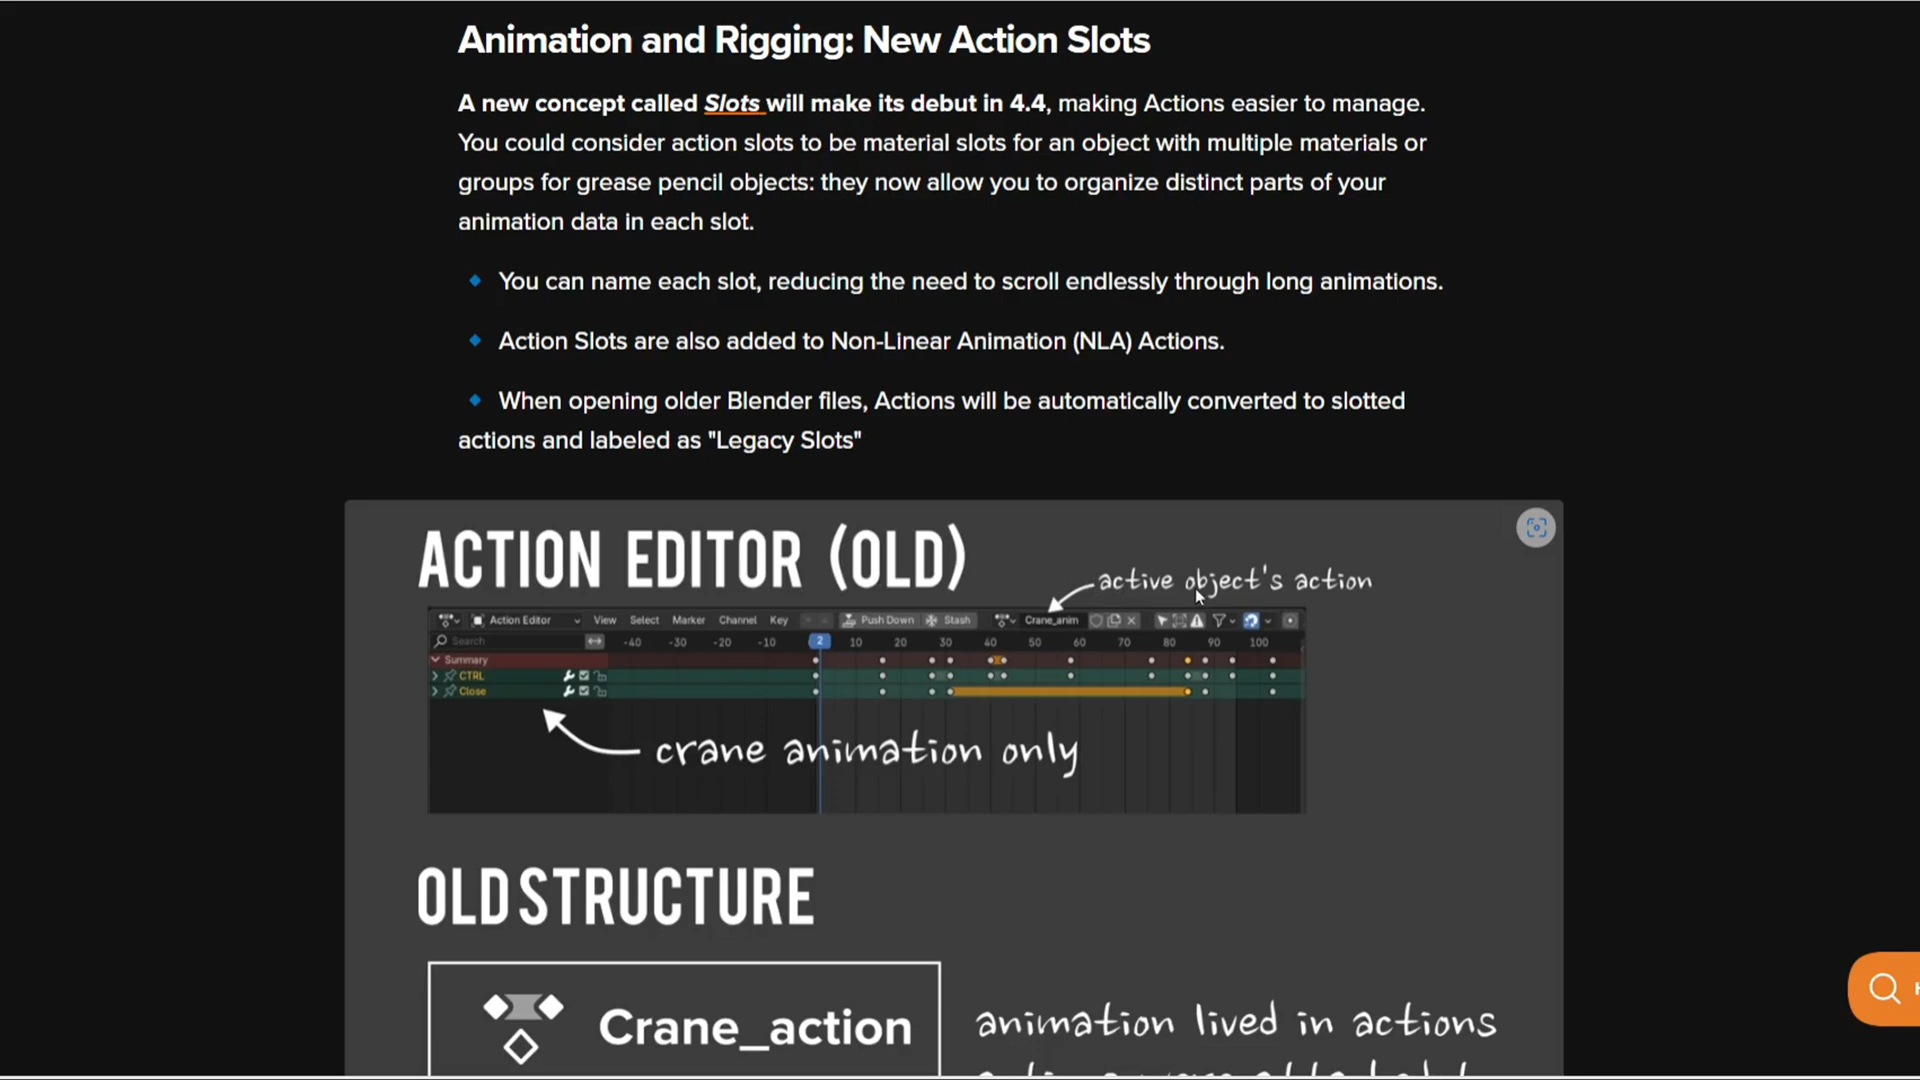 Animation and Rigging: New Action Slots
A new concept called Slots will make its debut in 4.4, making Actions easier to manage.
You could consider action slots to be material slots for an object with multiple materials or
groups for grease pencil objects: they now allow you to organize distinct parts of your
animation data in each slot.
You can name each slot, reducing the need to scroll endlessly through long animations.
Action Slots are also added to Non-Linear Animation (NLA) Actions.
When opening older Blender files, Actions will be automatically converted to slotted
actions and labeled as "Legacy Slots"
ACTION EDITOR (OLD)
active object's action
Action Editor View Select Marker Channel Key Push Down Stash Crane_anim
Search -40 -30 -20 -10 2 10 20 30 40 50 60 70 80 90 100
Summary
CTRL
Close
crane animation only
OLD STRUCTURE
Crane_action
animation lived in actions